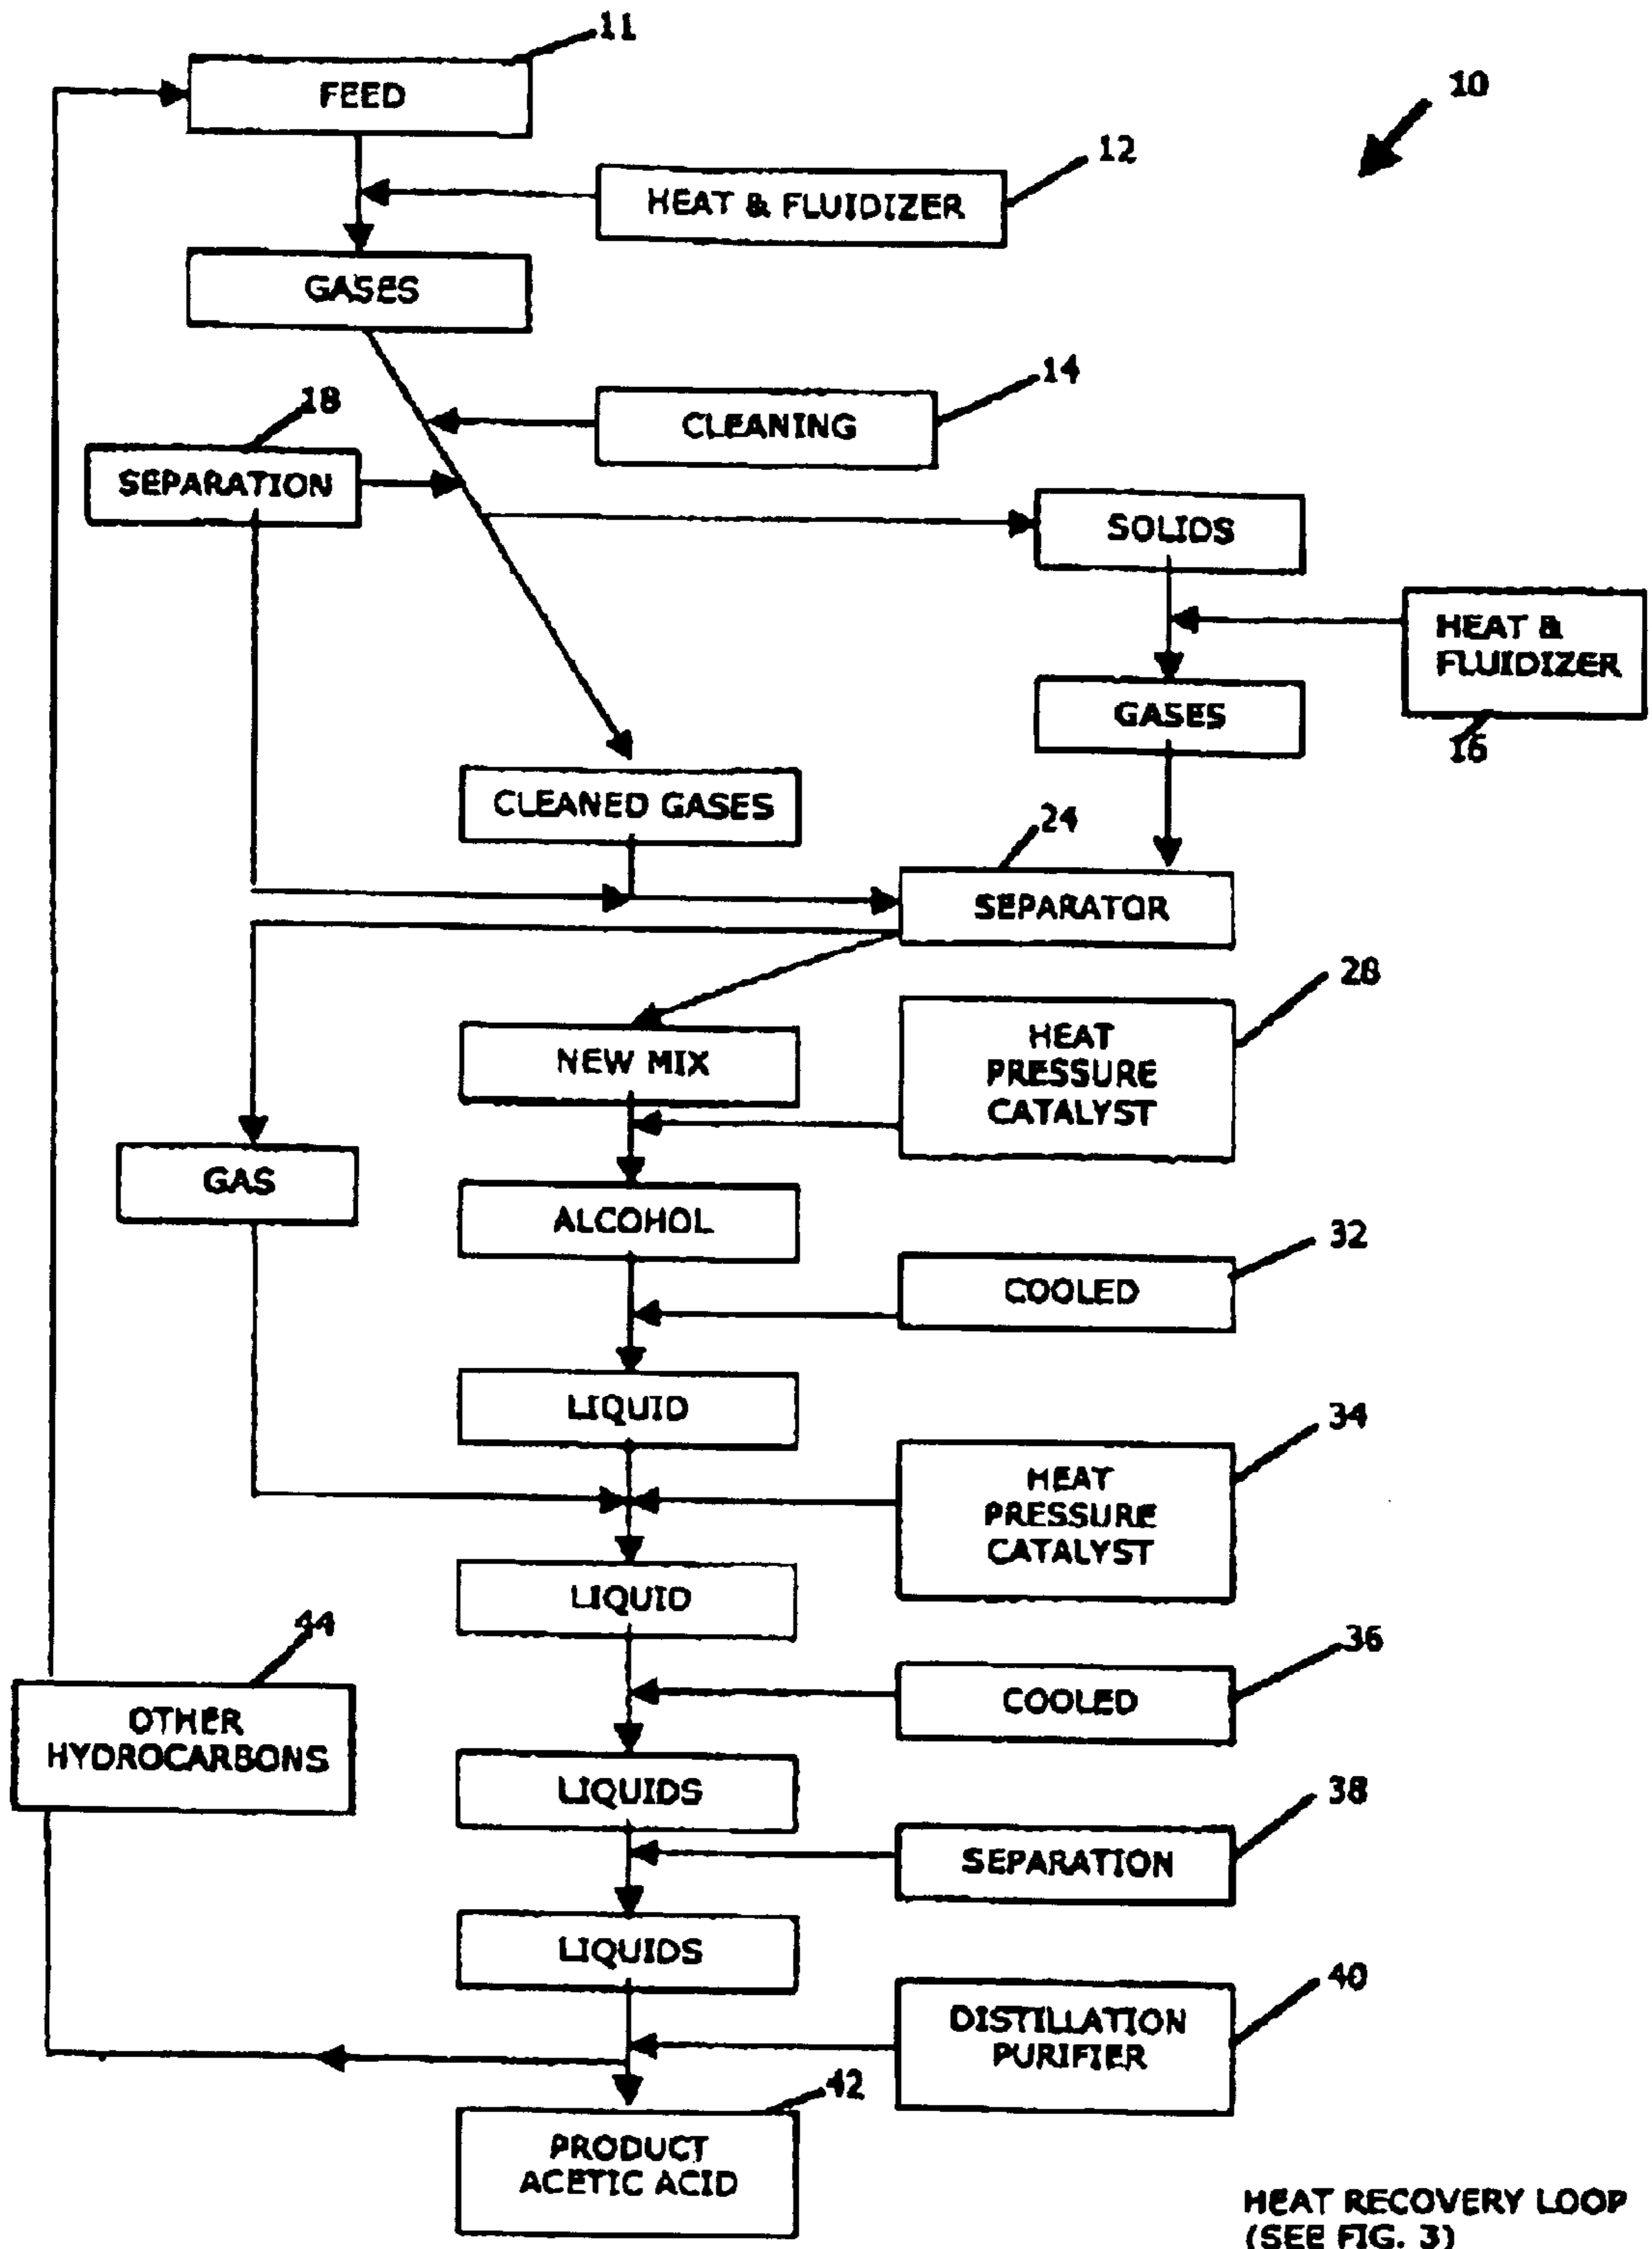 11
FEED
10
12
HEAT & FLUIDIZER
GASES
14
18
CLEANING
SEPARATION
SOLIDS
HEAT &
FLUIDIZER
GASES
16
CLEANED GASES
24
SEPARATOR
28
HEAT
PRESSURE
CATALYST
NEW MIX
GAS
ALCOHOL
32
COOLED
LIQUID
34
HEAT
PRESSURE
CATALYST
LIQUID
44
36
COOLED
OTHER
HYDROCARBONS
LIQUIDS
38
SEPARATION
LIQUIDS
40
DISTILLATION
PURIFIER
42
PRODUCT
ACETIC ACID
HEAT RECOVERY LOOP
(SEE FIG. 3)